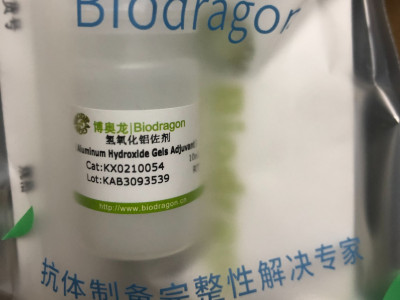 Biodragon
博奥龙|Biodragon
氢氧化铝佐剂
Aluminum Hydroxide Gels Adjuvant
Cat:KX0210054
Lot:KAB3093539
http://www.biodragon.cn
抗体制备完整性解决专家